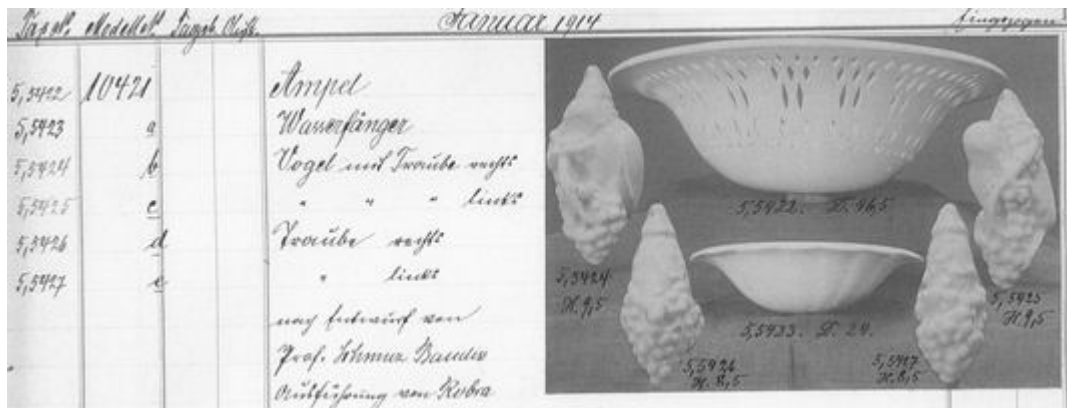 Januar 1914
5,5422 10421 Ampel
5,5423 a Wasserfänger
5,5424 b Vogel mit Traube rechts
5,5425 c " " " links
5,5426 d Traube rechts
5,5427 e " links
nach Entwurf von
Prof.
Ausführung von Robra
5,5422. D. 46,5
5,5424
H. 9,5
5,5425
H. 9,5
5,5423. D. 24.
5,5426
H. 8,5
5,5427
H. 8,5